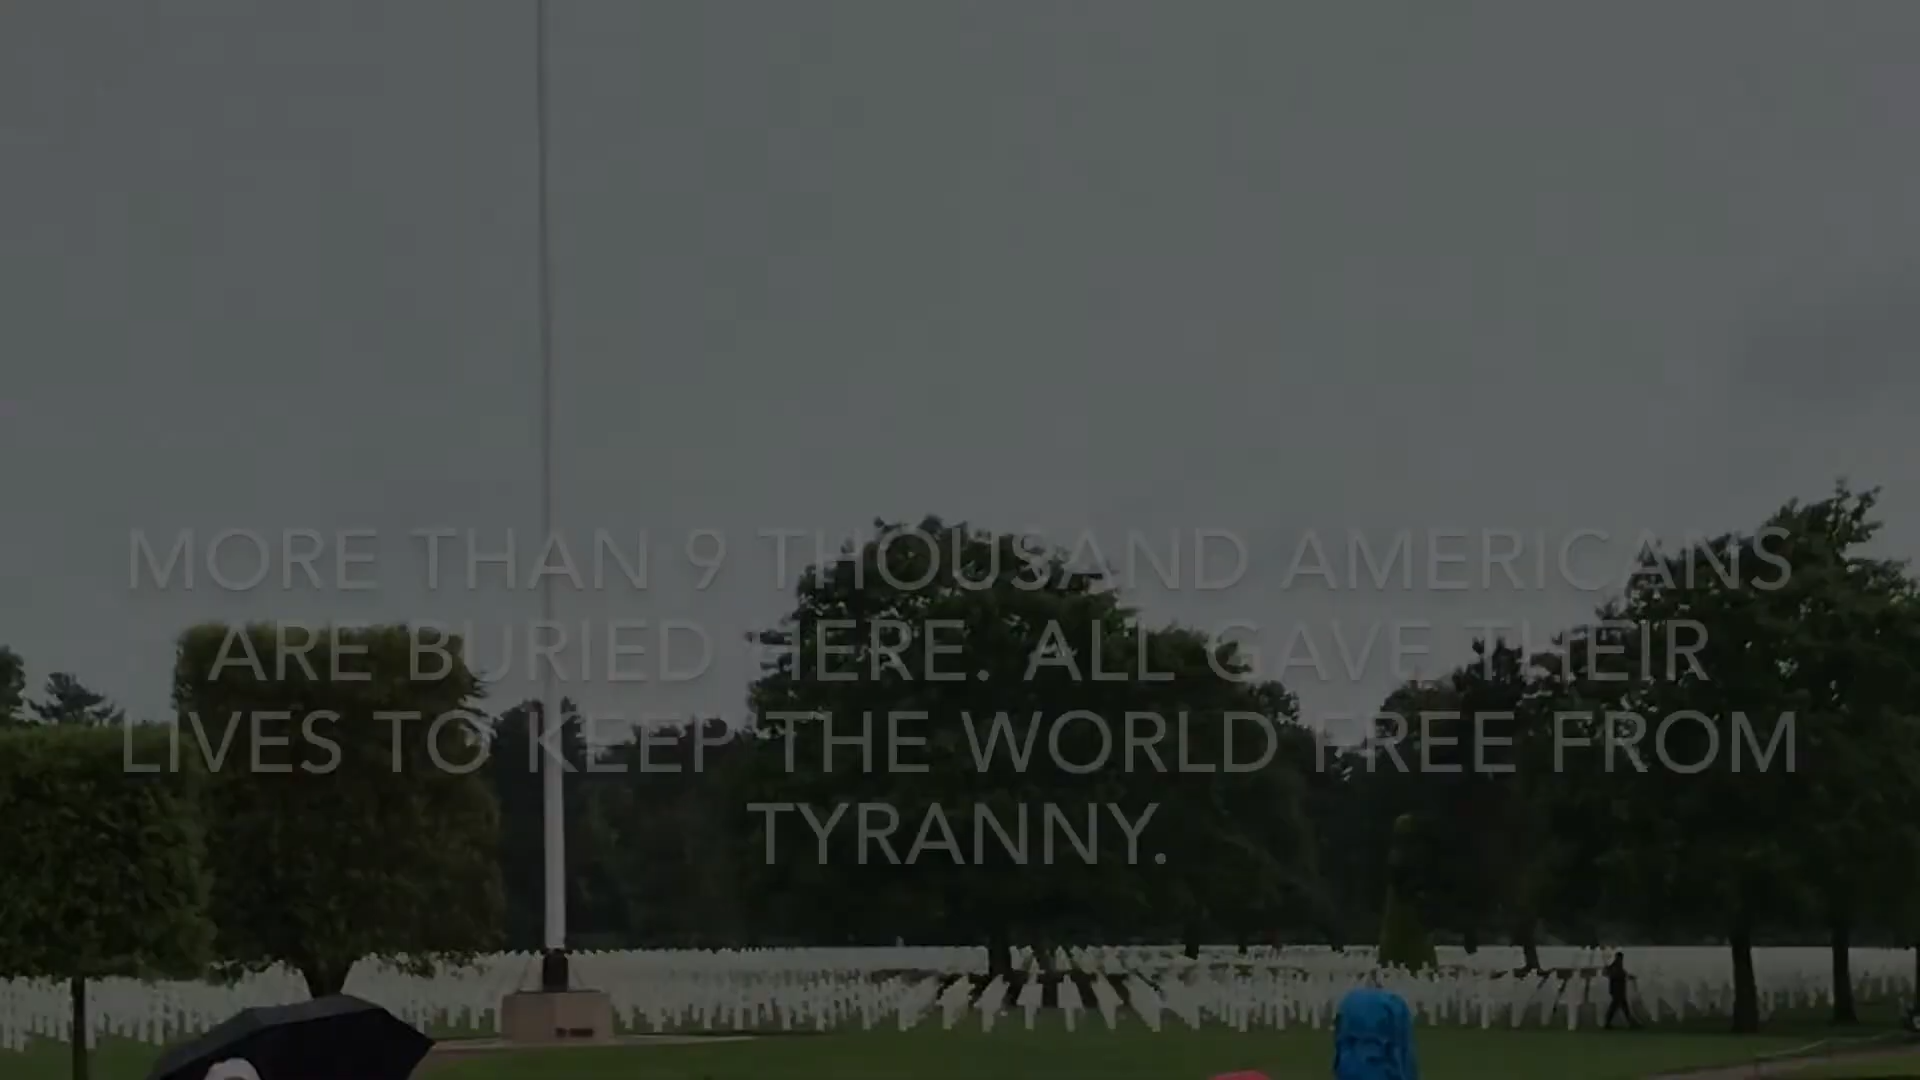 MORE THAN 9 THOUSAND AMERICANS
ARE BURIED HERE. ALL GAVE THEIR
LIVES TO KEEP THE WORLD FREE FROM
TYRANNY.